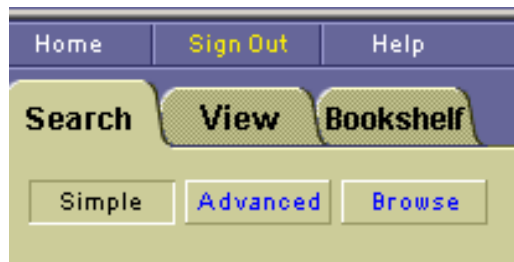 Home Sign Out Help
Search View Bookshelf
Simple Advanced Browse